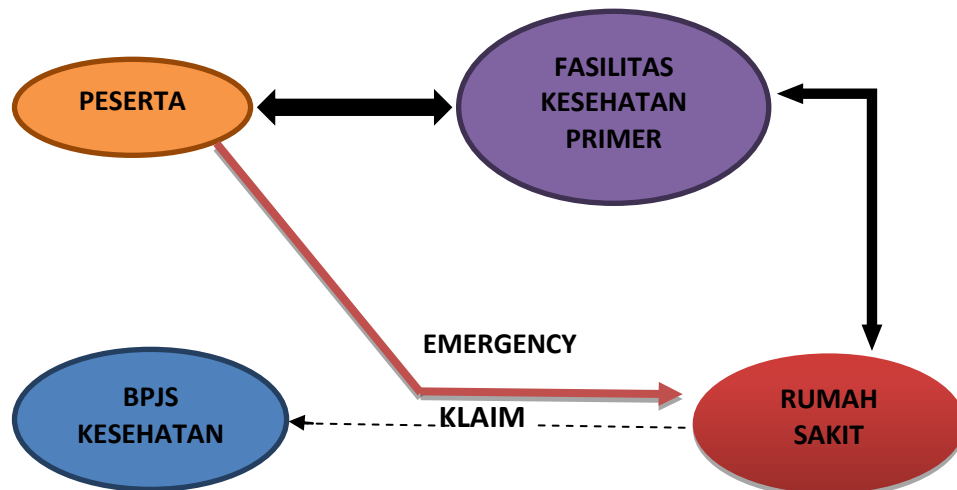 PESERTA
FASILITAS
KESEHATAN
PRIMER
EMERGENCY
BPJS
KESEHATAN
KLAIM
RUMAH
SAKIT